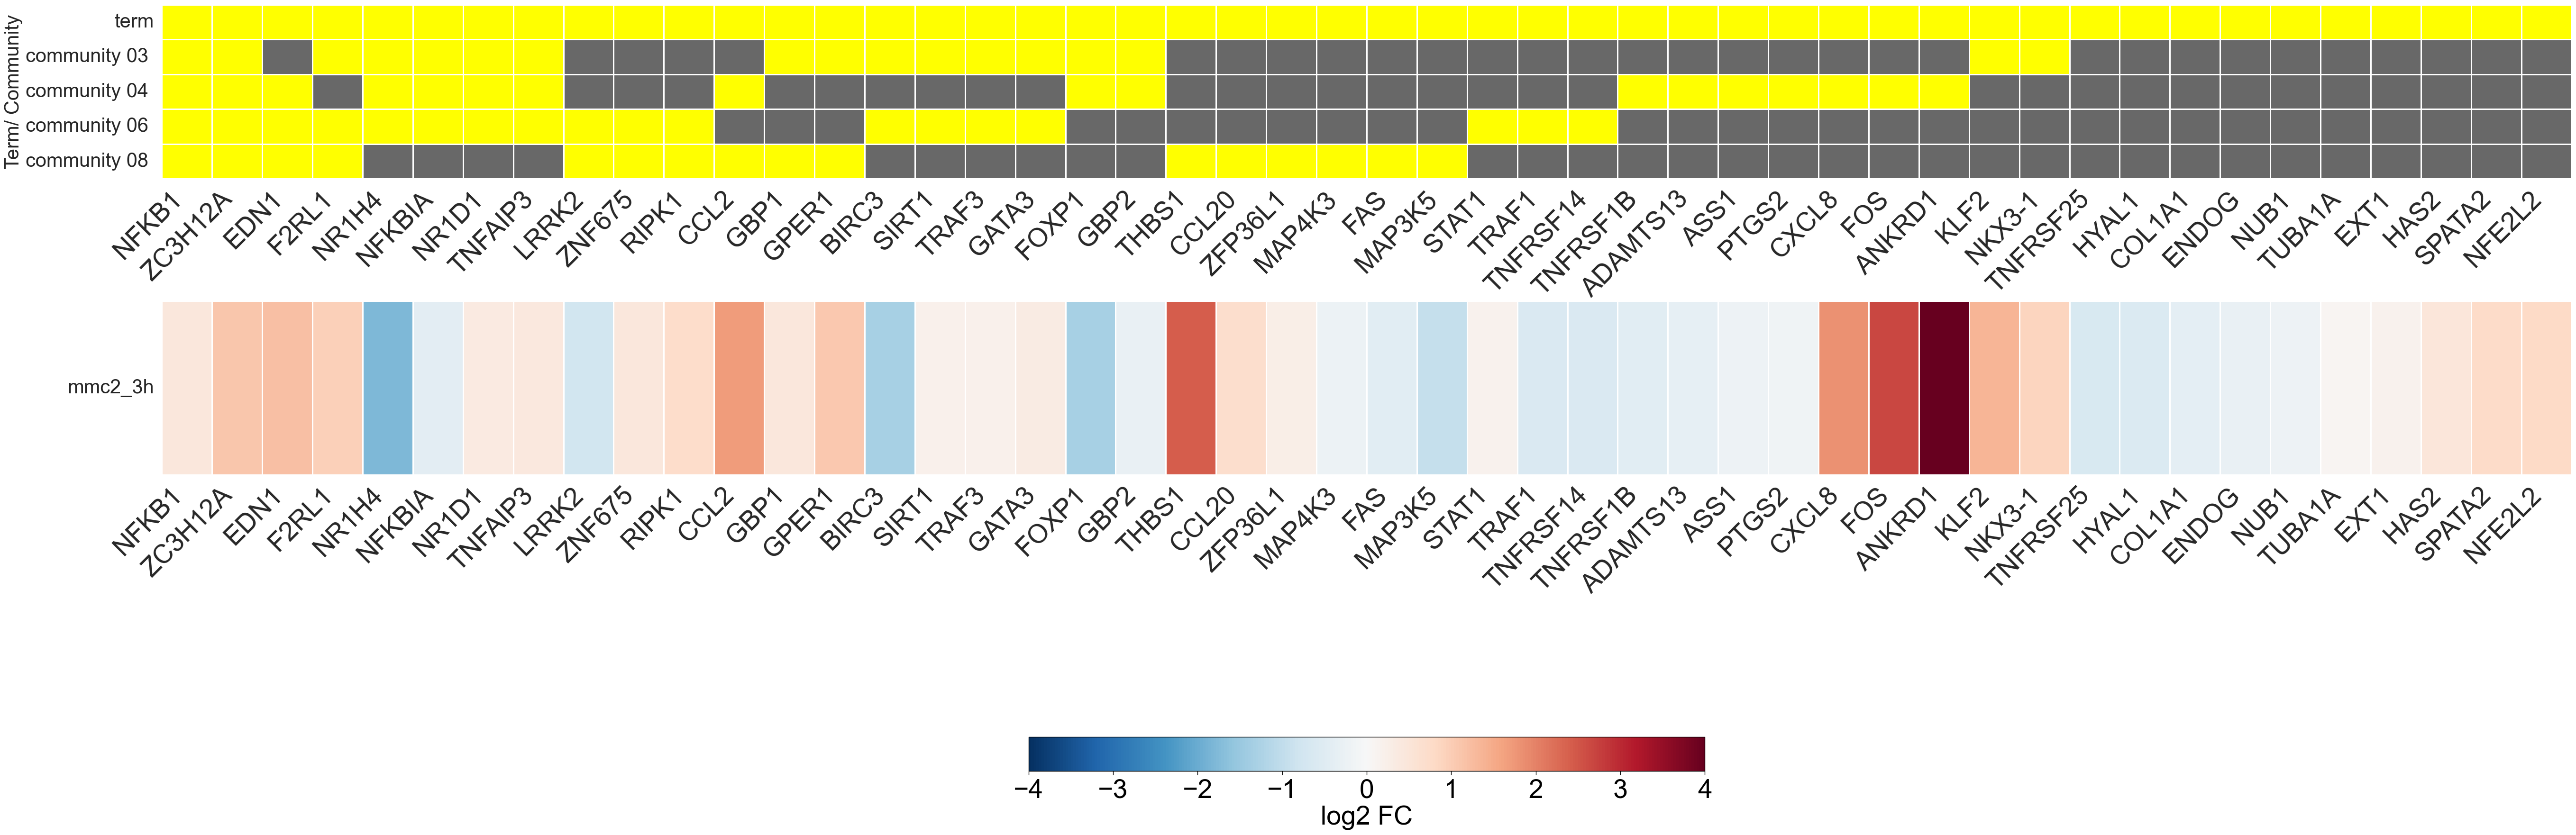 Term/ Community
term
community 03
community 04
community 06
community 08
NFKB1 ZC3H12A EDN1 F2RL1 NR1H4 NFKBIA NR1D1 TNFAIP3 LRRK2 ZNF675 RIPK1 CCL2 GBP1 GPER1 BIRC3 SIRT1 TRAF3 GATA3 FOXP1 GBP2 THBS1 CCL20 ZFP36L1 MAP4K3 FAS MAP3K5 STAT1 TRAF1 TNFRSF14 TNFRSF1B ADAMTS13 ASS1 PTGS2 CXCL8 FOS ANKRD1 KLF2 NKX3-1 TNFRSF25 HYAL1 COL1A1 ENDOG NUB1 TUBA1A EXT1 HAS2 SPATA2 NFE2L2
mmc2_3h
NFKB1 ZC3H12A EDN1 F2RL1 NR1H4 NFKBIA NR1D1 TNFAIP3 LRRK2 ZNF675 RIPK1 CCL2 GBP1 GPER1 BIRC3 SIRT1 TRAF3 GATA3 FOXP1 GBP2 THBS1 CCL20 ZFP36L1 MAP4K3 FAS MAP3K5 STAT1 TRAF1 TNFRSF14 TNFRSF1B ADAMTS13 ASS1 PTGS2 CXCL8 FOS ANKRD1 KLF2 NKX3-1 TNFRSF25 HYAL1 COL1A1 ENDOG NUB1 TUBA1A EXT1 HAS2 SPATA2 NFE2L2
−4 −3 −2 −1 0 1 2 3 4
log2 FC